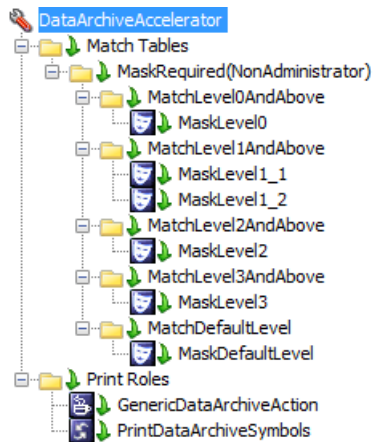 DataArchiveAccelerator
Match Tables
MaskRequired(NonAdministrator)
MatchLevel0AndAbove
MaskLevel0
MatchLevel1AndAbove
MaskLevel1_1
MaskLevel1_2
MatchLevel2AndAbove
MaskLevel2
MatchLevel3AndAbove
MaskLevel3
MatchDefaultLevel
MaskDefaultLevel
Print Roles
GenericDataArchiveAction
PrintDataArchiveSymbols